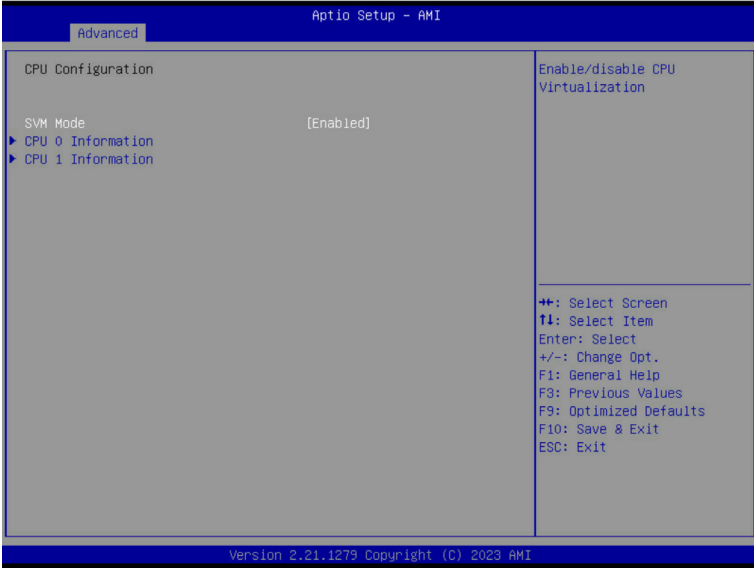 Aptio Setup – AMI
Advanced
CPU Configuration
SVM Mode [Enabled]
CPU 0 Information
CPU 1 Information
Enable/disable CPU
Virtualization
→←: Select Screen
↑↓: Select Item
Enter: Select
+/-: Change Opt.
F1: General Help
F3: Previous Values
F9: Optimized Defaults
F10: Save & Exit
ESC: Exit
Version 2.21.1279 Copyright (C) 2023 AMI